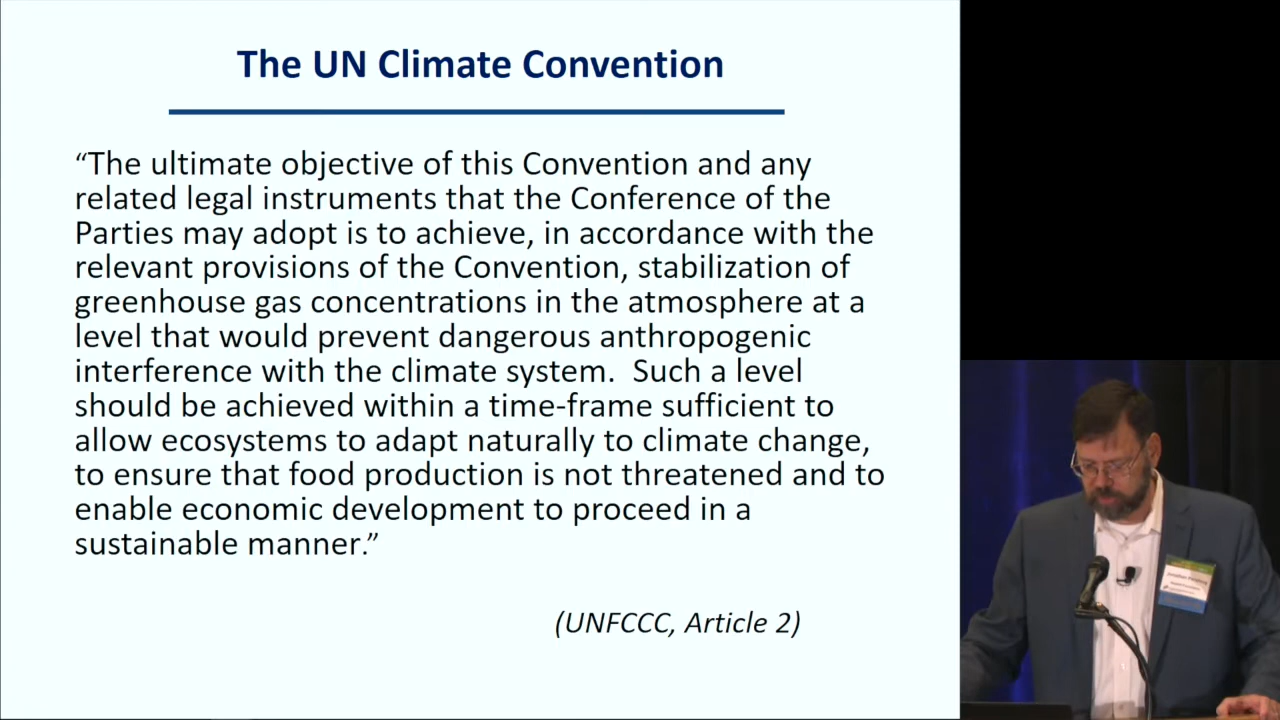 The UN Climate Convention
“The ultimate objective of this Convention and any
related legal instruments that the Conference of the
Parties may adopt is to achieve, in accordance with the
relevant provisions of the Convention, stabilization of
greenhouse gas concentrations in the atmosphere at a
level that would prevent dangerous anthropogenic
interference with the climate system.  Such a level
should be achieved within a time-frame sufficient to
allow ecosystems to adapt naturally to climate change,
to ensure that food production is not threatened and to
enable economic development to proceed in a
sustainable manner.”
(UNFCCC, Article 2)
Jonathan